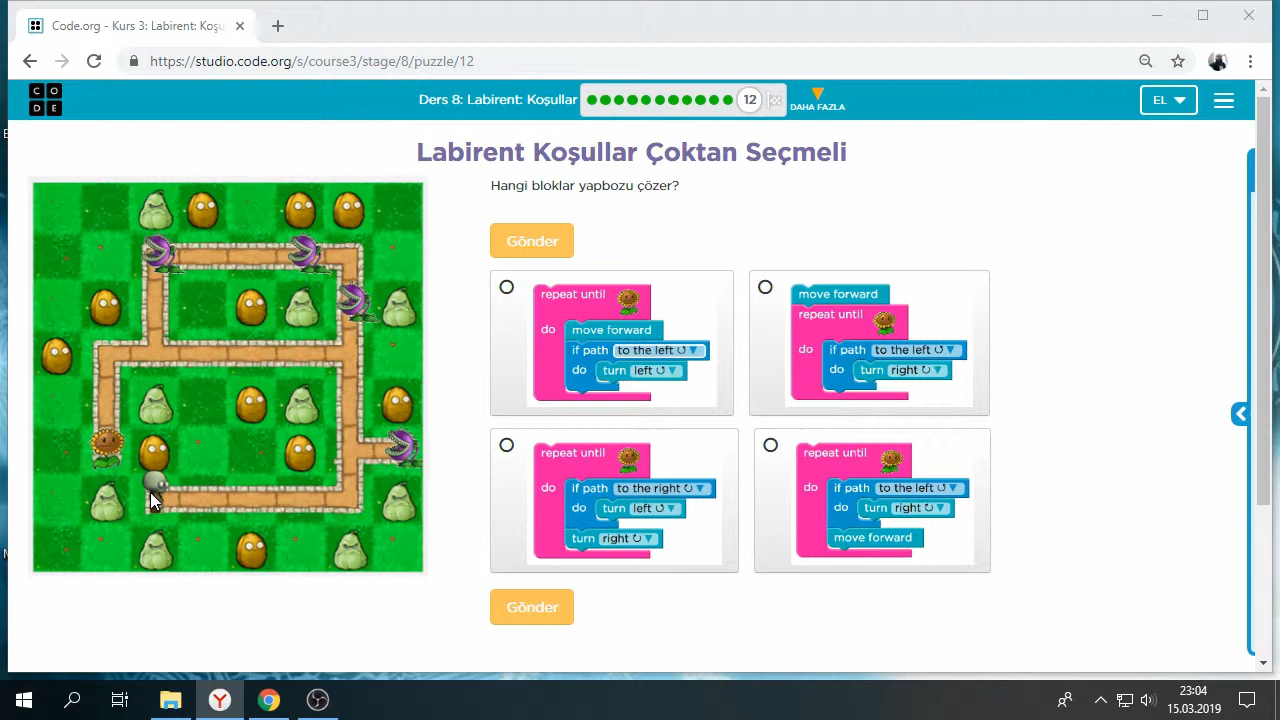 Code.org - Kurs 3: Labirent: Koşu
https://studio.code.org/s/course3/stage/8/puzzle/12
C O
D E
Ders 8: Labirent: Koşullar
12
DAHA FAZLA
EL
Labirent Koşullar Çoktan Seçmeli
Hangi bloklar yapbozu çözer?
Gönder
repeat until
do move forward
if path to the left ↺▼
do turn left ↺▼
move forward
repeat until
do if path to the left ↺▼
do turn right ↻▼
repeat until
do if path to the right ↻▼
do turn left ↺▼
turn right ↻▼
repeat until
do if path to the left ↺▼
do turn right ↻▼
move forward
Gönder
23:04
15.03.2019